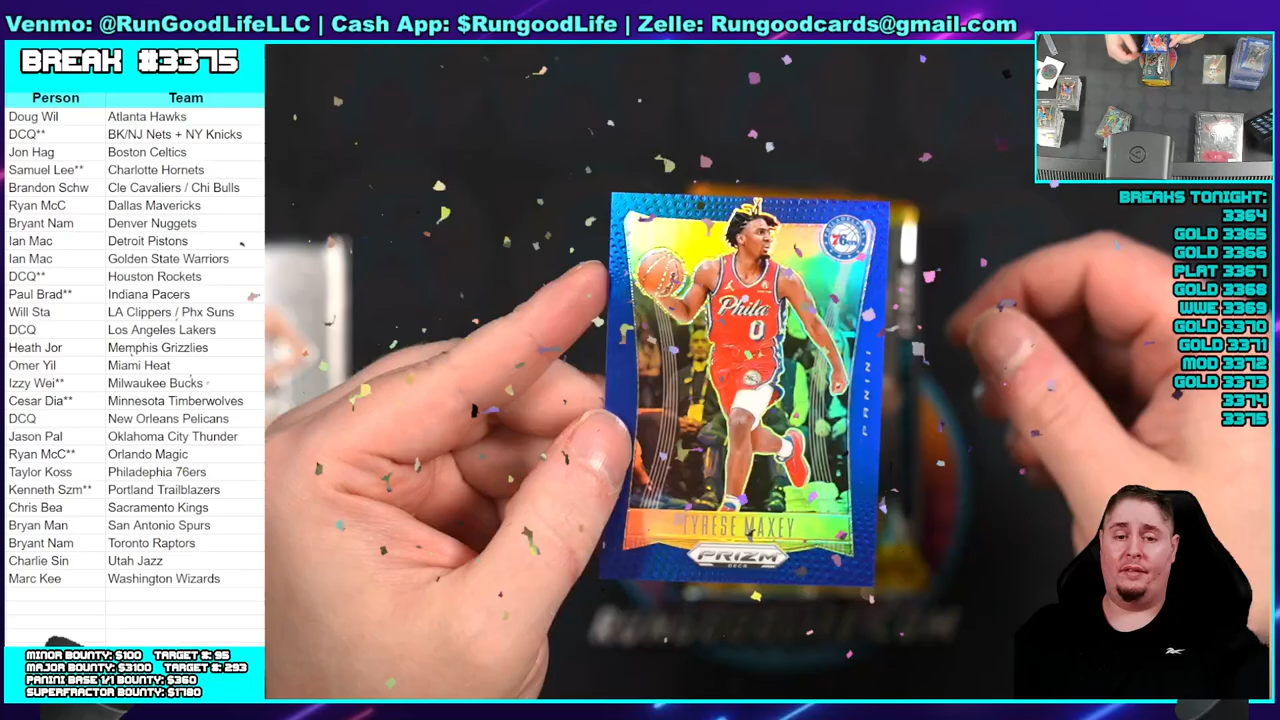 Venmo: @RunGoodLifeLLC | Cash App: $RungoodLife | Zelle: Rungoodcards@gmail.com
BREAK #3375
Person Team
Doug Wil Atlanta Hawks
DCQ** BK/NJ Nets + NY Knicks
Jon Hag Boston Celtics
Samuel Lee** Charlotte Hornets
Brandon Schw Cle Cavaliers / Chi Bulls
Ryan McC Dallas Mavericks
Bryant Nam Denver Nuggets
Ian Mac Detroit Pistons
Ian Mac Golden State Warriors
DCQ** Houston Rockets
Paul Brad** Indiana Pacers
Will Sta LA Clippers / Phx Suns
DCQ Los Angeles Lakers
Heath Jor Memphis Grizzlies
Omer Yil Miami Heat
Izzy Wei** Milwaukee Bucks
Cesar Dia** Minnesota Timberwolves
DCQ New Orleans Pelicans
Jason Pal Oklahoma City Thunder
Ryan McC** Orlando Magic
Taylor Koss Philadephia 76ers
Kenneth Szm** Portland Trailblazers
Chris Bea Sacramento Kings
Bryan Man San Antonio Spurs
Bryant Nam Toronto Raptors
Charlie Sin Utah Jazz
Marc Kee Washington Wizards
MINOR BOUNTY: $100 TARGET #: 95
MAJOR BOUNTY: $3100 TARGET #: 293
PANINI BASE 1/1 BOUNTY: $360
SUPERFRACTOR BOUNTY: $1780
76ers
Phila
0
PANINI
TYRESE MAXEY
PRIZM
DECA
BREAKS TONIGHT:
3364
GOLD 3365
GOLD 3366
PLAT 3367
GOLD 3368
WWE 3369
GOLD 3370
GOLD 3371
MOD 3372
GOLD 3373
3374
3375